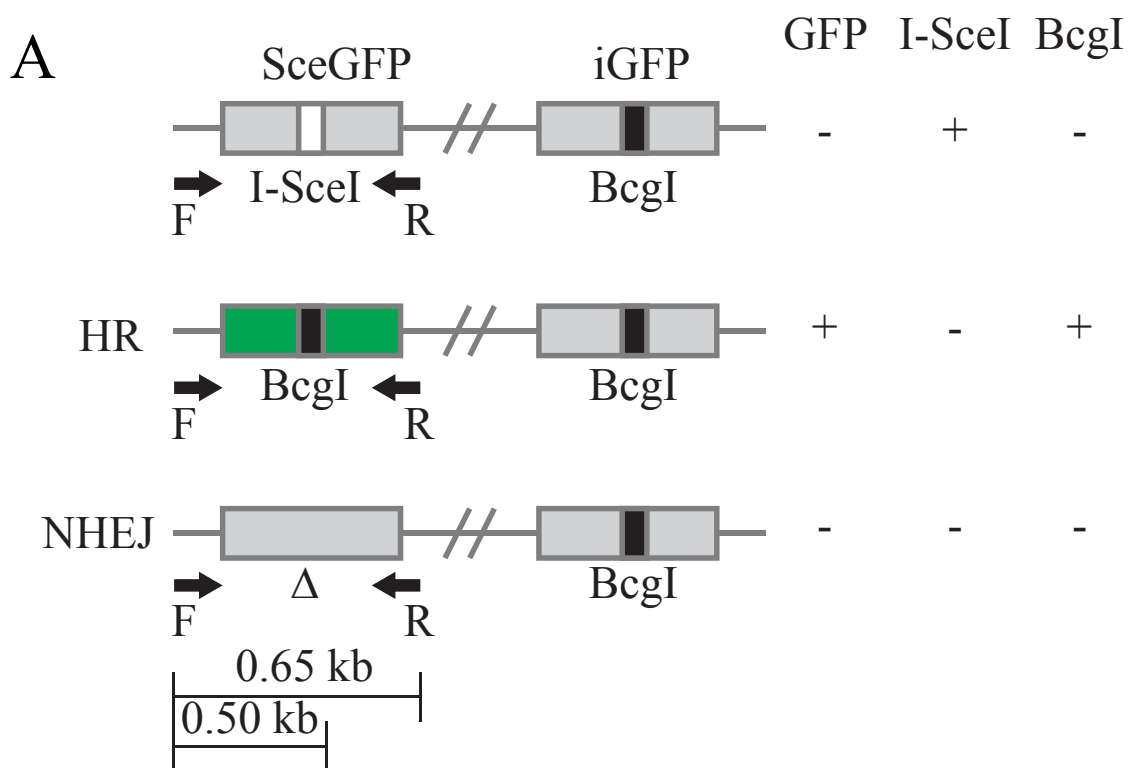 A
GFP I-SceI BcgI
SceGFP iGFP
- + -
I-SceI BcgI
F R
HR + - +
BcgI BcgI
F R
NHEJ - - -
Δ BcgI
F R
0.65 kb
0.50 kb